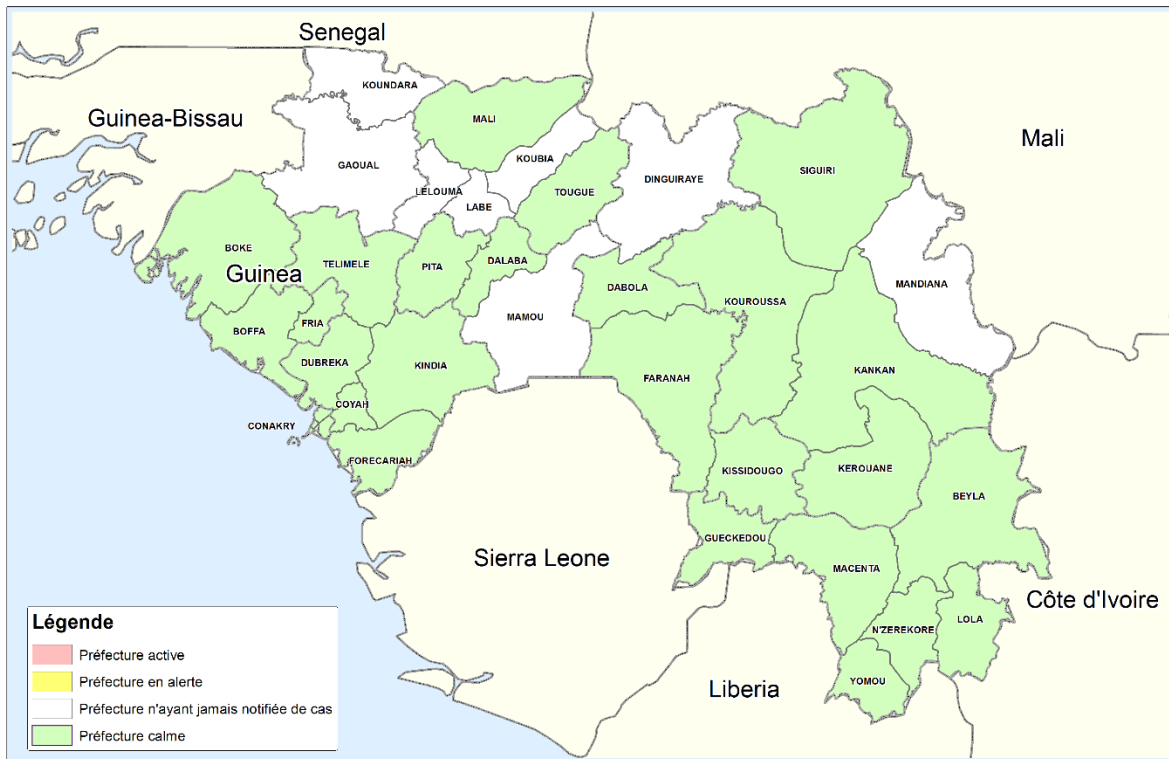 Senegal
KOUNDARA
Guinea-Bissau
MALI
Mali
KOUBIA
GAOUAL
SIGUIRI
DINGUIRAYE
LELOUMA
TOUGUE
LABE
BOKE
TELIMELE
PITA
DALABA
Guinea
MANDIANA
DABOLA
KOUROUSSA
MAMOU
FRIA
BOFFA
DUBREKA
KINDIA
KANKAN
FARANAH
COYAH
CONAKRY
FORECARIAH
KISSIDOUGO
KEROUANE
BEYLA
GUECKEDOU
Sierra Leone
MACENTA
Côte d'Ivoire
LOLA
N'ZEREKORE
YOMOU
Liberia
Légende
Préfecture active
Préfecture en alerte
Préfecture n'ayant jamais notifiée de cas
Préfecture calme